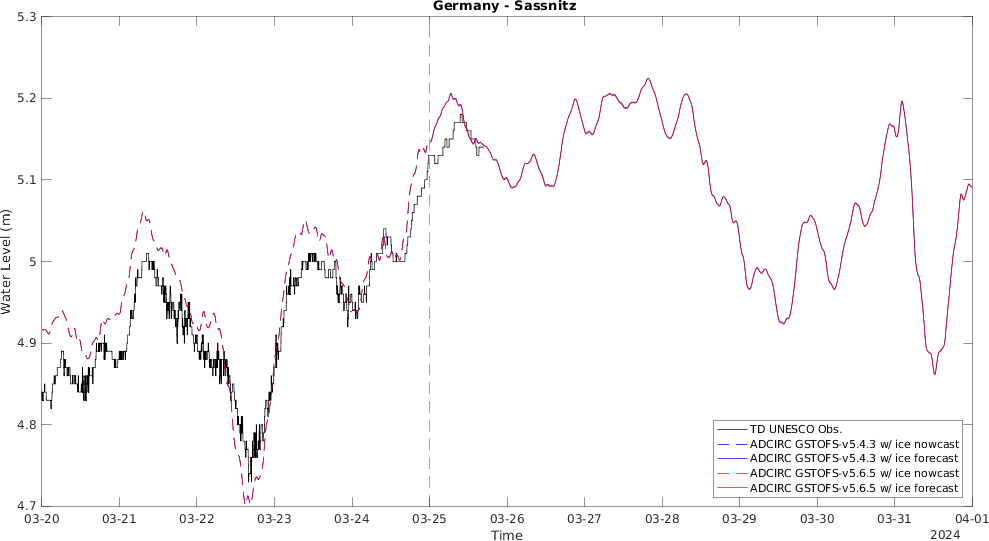 Germany - Sassnitz
5.3
5.2
5.1
5
4.9
4.8
4.7
Water Level (m)
03-20 03-21 03-22 03-23 03-24 03-25 03-26 03-27 03-28 03-29 03-30 03-31 04-01
Time
2024
TD UNESCO Obs.
ADCIRC GSTOFS-v5.4.3 w/ ice nowcast
ADCIRC GSTOFS-v5.4.3 w/ ice forecast
ADCIRC GSTOFS-v5.6.5 w/ ice nowcast
ADCIRC GSTOFS-v5.6.5 w/ ice forecast